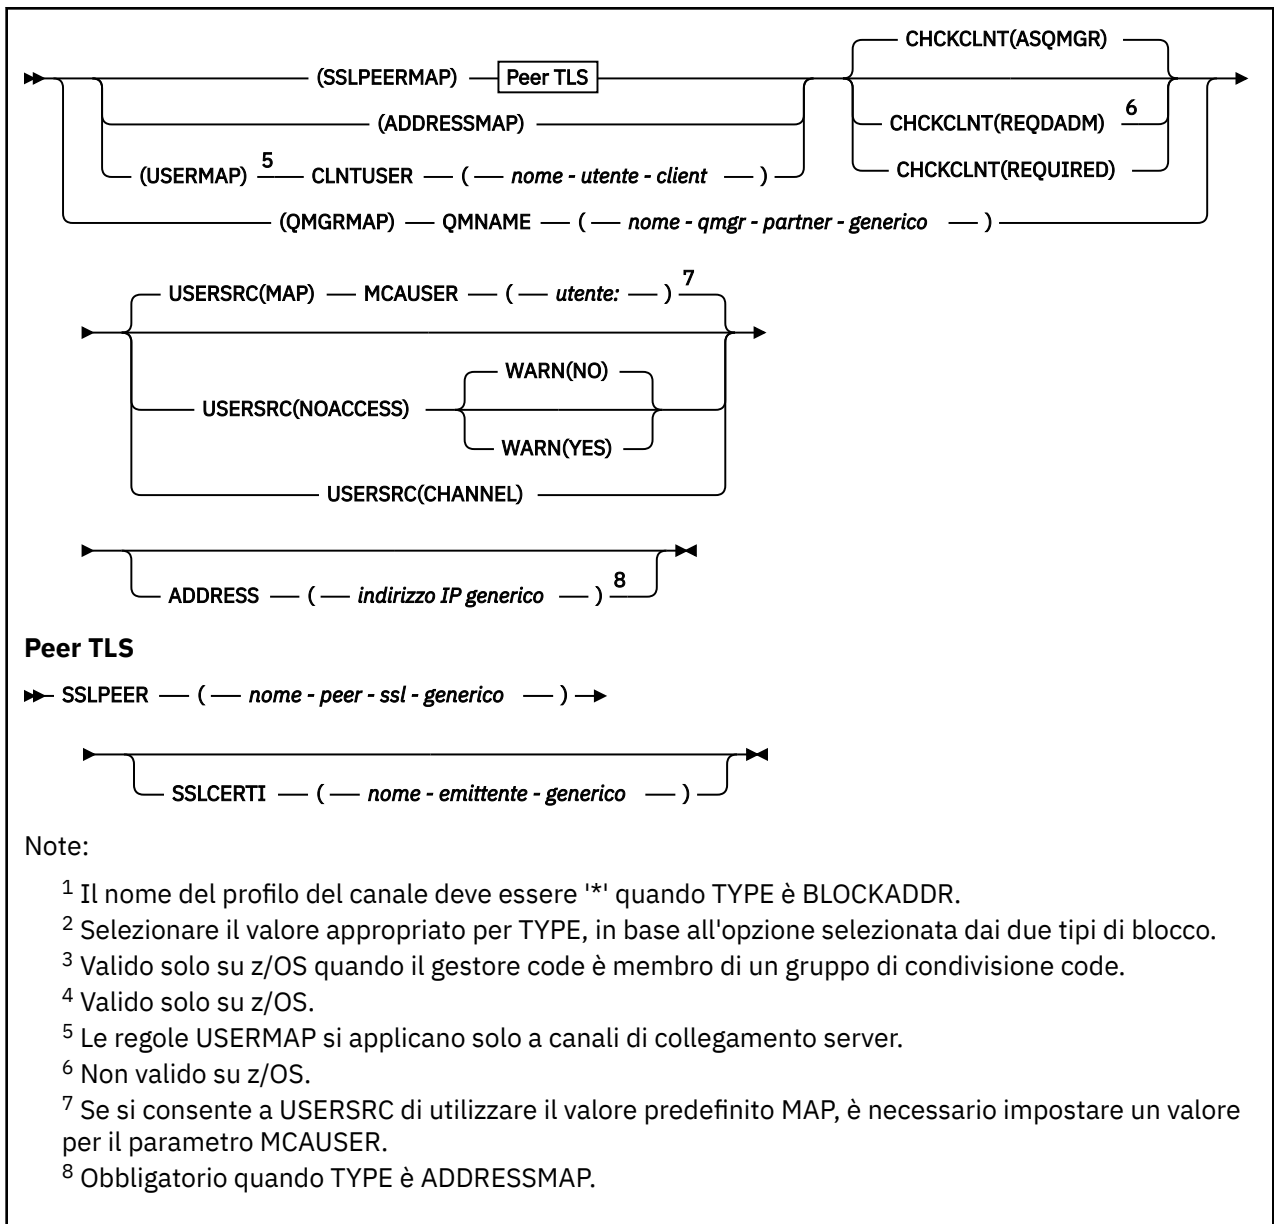 CHCKCLNT(ASQMGR)
(SSLPEERMAP) Peer TLS
(ADDRESSMAP) CHCKCLNT(REQDADM) 6
(USERMAP) 5 CLNTUSER ( nome - utente - client ) CHCKCLNT(REQUIRED)
(QMGRMAP) QMNAME ( nome - qmgr - partner - generico )
USERSRC(MAP) MCAUSER ( utente: ) 7
WARN(NO)
USERSRC(NOACCESS)
WARN(YES)
USERSRC(CHANNEL)
ADDRESS ( indirizzo IP generico ) 8
Peer TLS
SSLPEER ( nome - peer - ssl - generico )
SSLCERTI ( nome - emittente - generico )
Note:
1 Il nome del profilo del canale deve essere '*' quando TYPE è BLOCKADDR.
2 Selezionare il valore appropriato per TYPE, in base all'opzione selezionata dai due tipi di blocco.
3 Valido solo su z/OS quando il gestore code è membro di un gruppo di condivisione code.
4 Valido solo su z/OS.
5 Le regole USERMAP si applicano solo a canali di collegamento server.
6 Non valido su z/OS.
7 Se si consente a USERSRC di utilizzare il valore predefinito MAP, è necessario impostare un valore
per il parametro MCAUSER.
8 Obbligatorio quando TYPE è ADDRESSMAP.